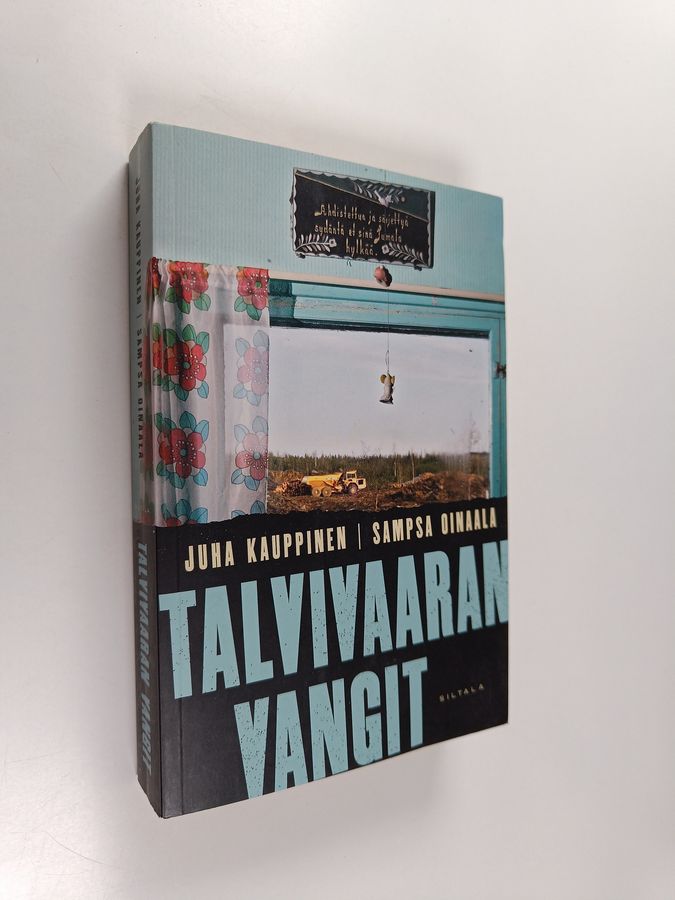 Ahdistettua ja särjettyä
sydäntä et sinä Jumala
hylkää.
JUHA KAUPPINEN | SAMPSA OINAALA
TALVIVAARAN
VANGIT
SILTALA
JUHA KAUPPINEN | SAMPSA OINAALA TALVIVAARAN VANGIT